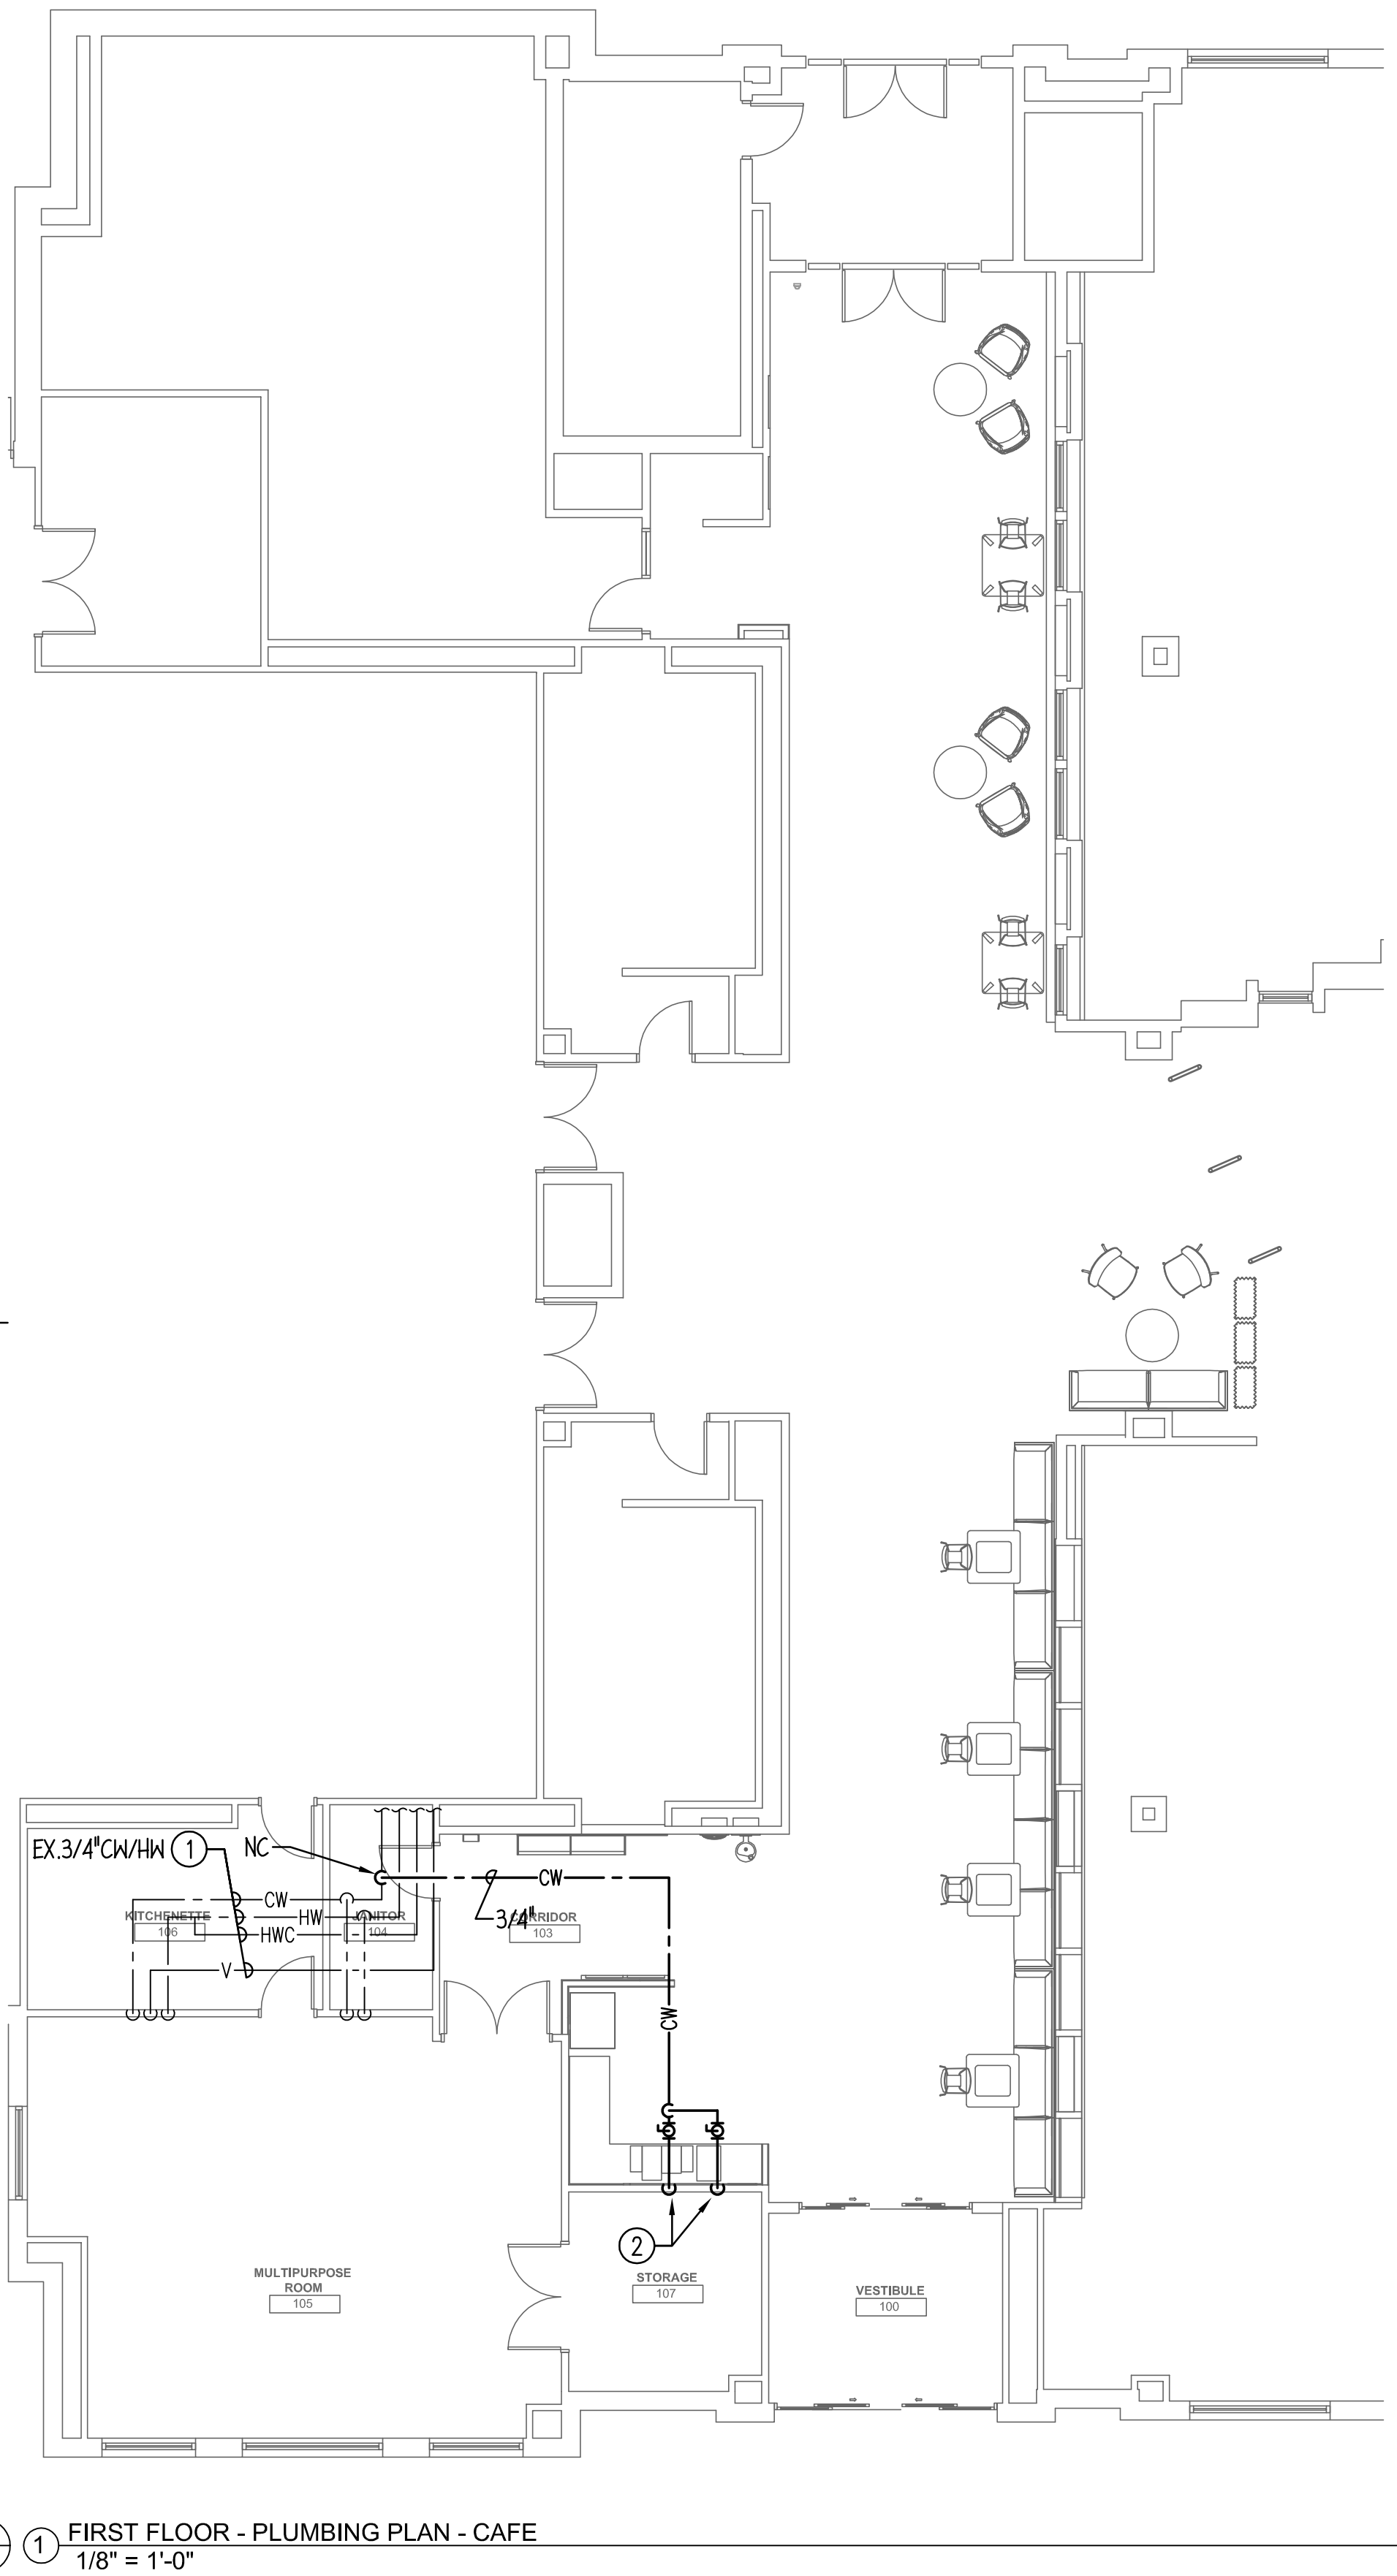 EX.3/4"CW/HW 1
NC
CW
CW
KITCHENETTE
106
HW
JANITOR
104
3/4"
CORRIDOR
103
HWC
V
CW
2
MULTIPURPOSE
ROOM
105
STORAGE
107
VESTIBULE
100
1 FIRST FLOOR - PLUMBING PLAN - CAFE
1/8" = 1'-0"